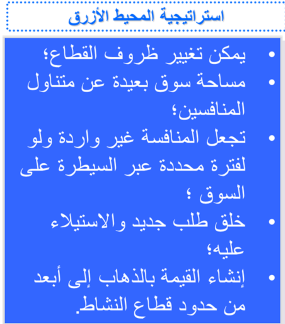 استراتيجية المحيط الأزرق
• يمكن تغيير ظروف القطاع؛
• مساحة سوق بعيدة عن متناول
المنافسين؛
• تجعل المنافسة غير واردة ولو
لفترة محددة عبر السيطرة على
السوق ؛
• خلق طلب جديد والاستيلاء
عليه؛
• إنشاء القيمة بالذهاب إلى أبعد
من حدود قطاع النشاط.